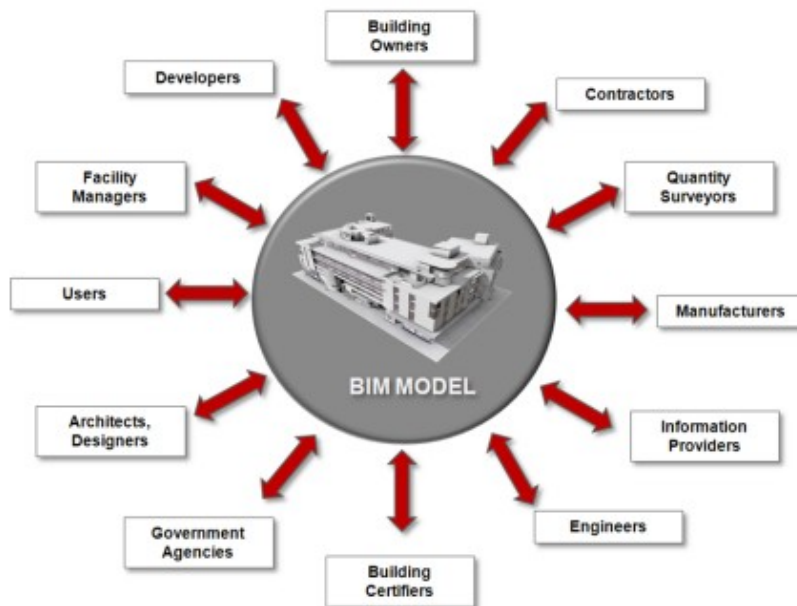 Building
Owners
Developers
Contractors
Facility
Managers
Quantity
Surveyors
Users
Manufacturers
BIM MODEL
Architects,
Designers
Information
Providers
Government
Agencies
Engineers
Building
Certifiers